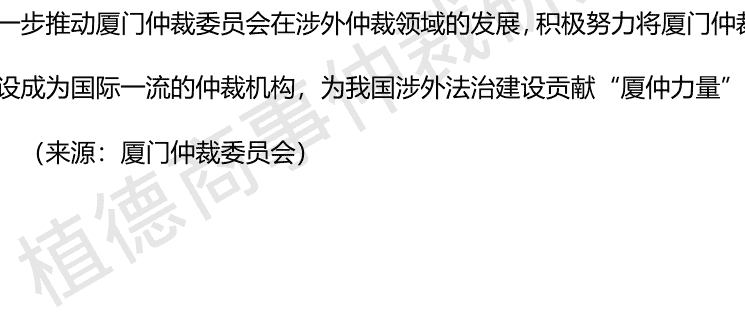 一步推动厦门仲裁委员会在涉外仲裁领域的发展，积极努力将厦门仲裁
设成为国际一流的仲裁机构，为我国涉外法治建设贡献“厦仲力量”
（来源：厦门仲裁委员会）
植德商事仲裁